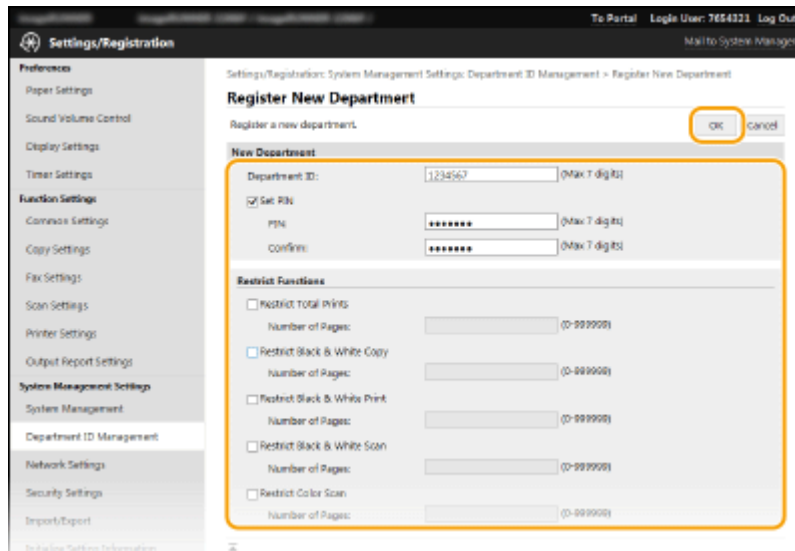 To Portal Login User: 7654321 Log Out
Settings/Registration
Mail to System Manager
Preferences
Paper Settings
Sound Volume Control
Display Settings
Timer Settings
Function Settings
Common Settings
Copy Settings
Fax Settings
Scan Settings
Printer Settings
Output Report Settings
System Management Settings
System Management
Department ID Management
Network Settings
Security Settings
Import/Export
Initialize Setting Information
Settings/Registration: System Management Settings: Department ID Management > Register New Department
Register New Department
Register a new department.
OK Cancel
New Department
Department ID: 1234567 (Max 7 digits)
Set PIN
PIN: ••••••• (Max 7 digits)
Confirm: ••••••• (Max 7 digits)
Restrict Functions
Restrict Total Prints
Number of Pages: (0-999999)
Restrict Black & White Copy
Number of Pages: (0-999999)
Restrict Black & White Print
Number of Pages: (0-999999)
Restrict Black & White Scan
Number of Pages: (0-999999)
Restrict Color Scan
Number of Pages: (0-999999)